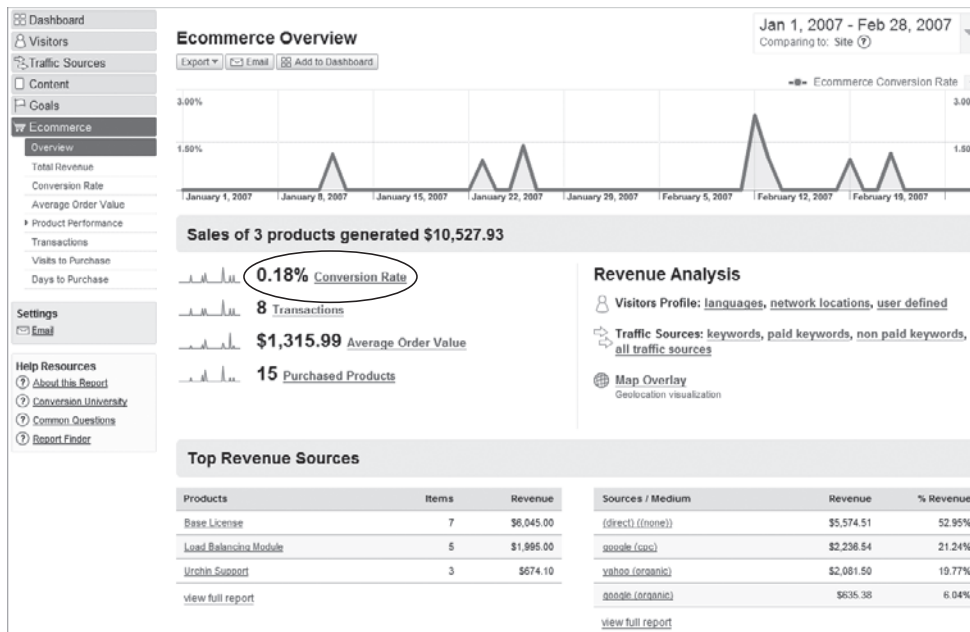 Dashboard
Visitors
Traffic Sources
Content
Goals
Ecommerce
Overview
Total Revenue
Conversion Rate
Average Order Value
Product Performance
Transactions
Visits to Purchase
Days to Purchase
Settings
Email
Help Resources
About this Report
Conversion University
Common Questions
Report Finder
Jan 1, 2007 - Feb 28, 2007
Comparing to: Site
Ecommerce Overview
Export Email Add to Dashboard
Ecommerce Conversion Rate
3.00% 3.00
1.50% 1.50
January 1, 2007 January 8, 2007 January 15, 2007 January 22, 2007 January 29, 2007 February 5, 2007 February 12, 2007 February 19, 2007
Sales of 3 products generated $10,527.93
0.18% Conversion Rate
8 Transactions
$1,315.99 Average Order Value
15 Purchased Products
Revenue Analysis
Visitors Profile: languages, network locations, user defined
Traffic Sources: keywords, paid keywords, non paid keywords,
all traffic sources
Map Overlay
Geolocation visualization
Top Revenue Sources
Products Items Revenue
Base License 7 $6,045.00
Load Balancing Module 5 $1,995.00
Urchin Support 3 $674.10
view full report
Sources / Medium Revenue % Revenue
(direct) ((none)) $5,574.51 52.95%
google (cpc) $2,236.54 21.24%
yahoo (organic) $2,081.50 19.77%
google (organic) $635.38 6.04%
view full report